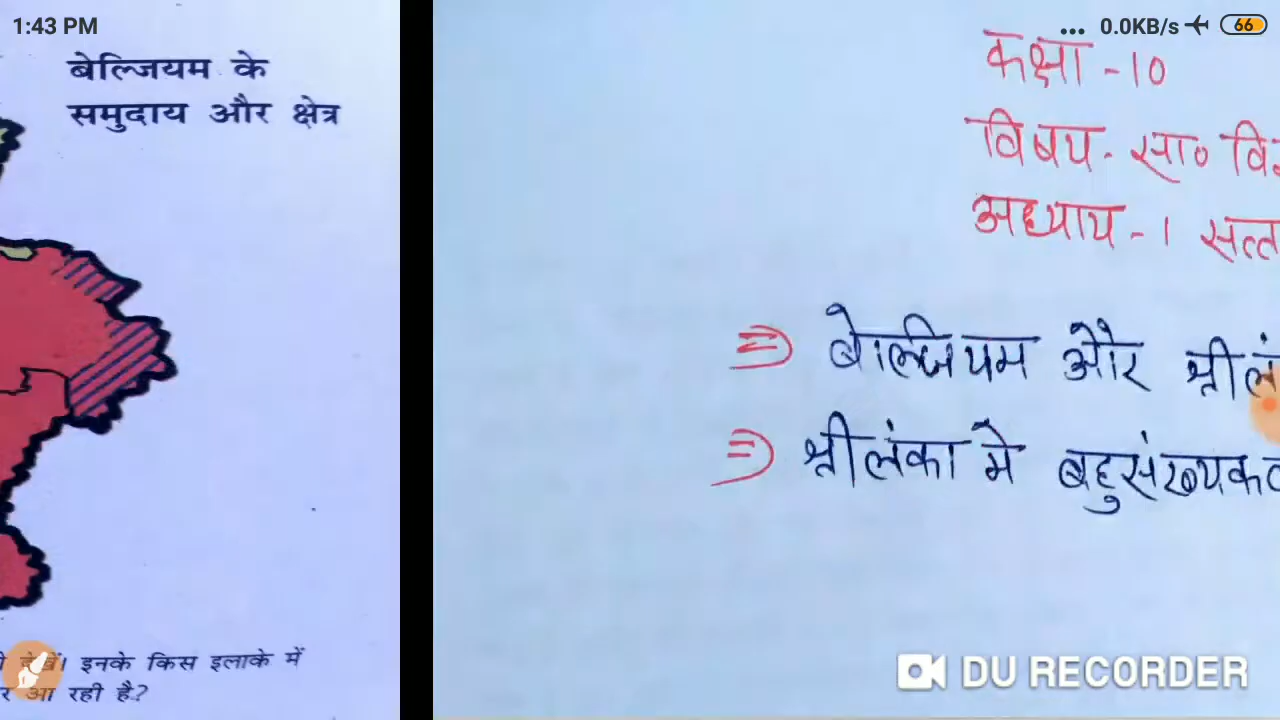 1:43 PM
... 0.0KB/s 66
बेल्जियम के
समुदाय और क्षेत्र
इनके किस इलाके में
र आ रही है?
कक्षा - 10
विषय - सा० वि
अध्याय - 1 सत्त
⇒ बेल्जियम और श्रीलं
⇒ श्रीलंका मे बहुसंख्यक
DU RECORDER